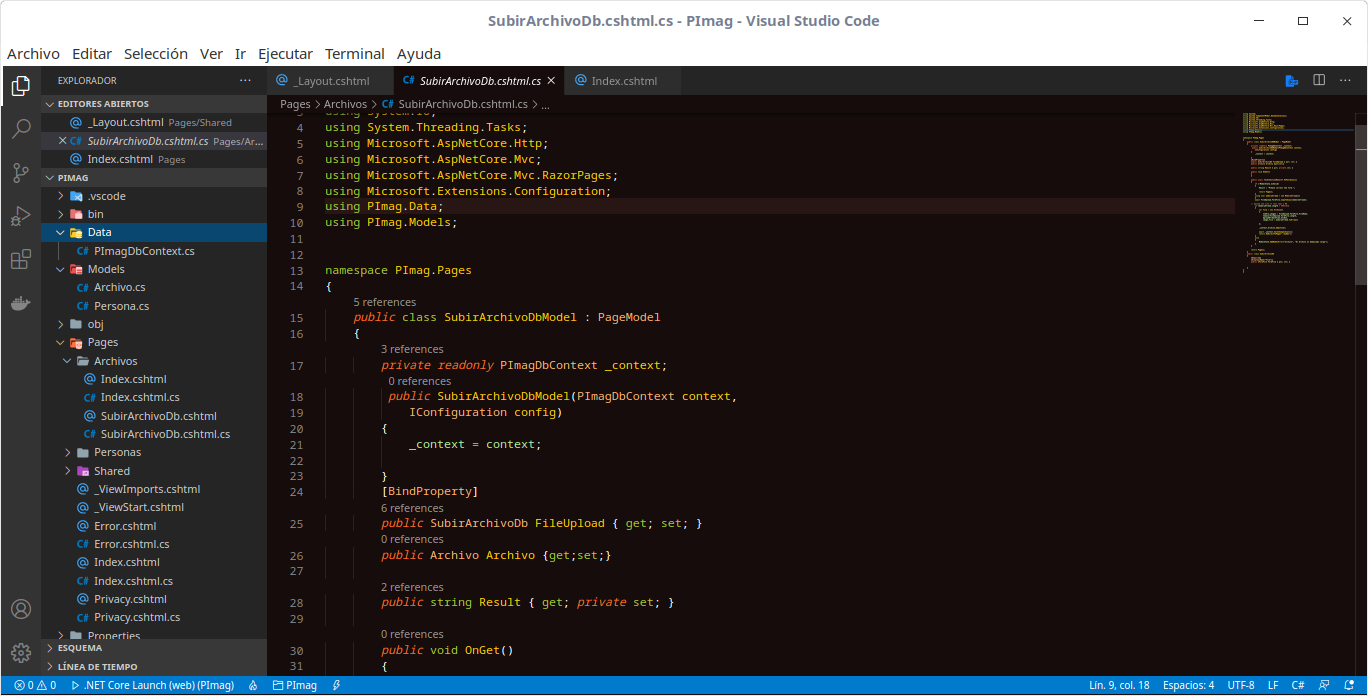 SubirArchivoDb.cshtml.cs - PImag - Visual Studio Code
Archivo Editar Selección Ver Ir Ejecutar Terminal Ayuda
EXPLORADOR ···
EDITORES ABIERTOS
_Layout.cshtml Pages/Shared
SubirArchivoDb.cshtml.cs Pages/Ar...
Index.cshtml Pages
PIMAG
.vscode
bin
Data
PImagDbContext.cs
Models
Archivo.cs
Persona.cs
obj
Pages
Archivos
Index.cshtml
Index.cshtml.cs
SubirArchivoDb.cshtml
SubirArchivoDb.cshtml.cs
Personas
Shared
_ViewImports.cshtml
_ViewStart.cshtml
Error.cshtml
Error.cshtml.cs
Index.cshtml
Index.cshtml.cs
Privacy.cshtml
Privacy.cshtml.cs
Properties
ESQUEMA
LÍNEA DE TIEMPO
_Layout.cshtml C# SubirArchivoDb.cshtml.cs Index.cshtml
Pages > Archivos > C# SubirArchivoDb.cshtml.cs > ...
3 using System.IO;
4 using System.Threading.Tasks;
5 using Microsoft.AspNetCore.Http;
6 using Microsoft.AspNetCore.Mvc;
7 using Microsoft.AspNetCore.Mvc.RazorPages;
8 using Microsoft.Extensions.Configuration;
9 using PImag.Data;
10 using PImag.Models;
11
12
13 namespace PImag.Pages
14 {
5 references
15 public class SubirArchivoDbModel : PageModel
16 {
3 references
17 private readonly PImagDbContext _context;
0 references
18 public SubirArchivoDbModel(PImagDbContext context,
19 IConfiguration config)
20 {
21 _context = context;
22
23 }
24 [BindProperty]
6 references
25 public SubirArchivoDb FileUpload { get; set; }
0 references
26 public Archivo Archivo {get;set;}
27
2 references
28 public string Result { get; private set; }
29
0 references
30 public void OnGet()
31 {
0 0 .NET Core Launch (web) (PImag) PImag Lín. 9, col. 18 Espacios: 4 UTF-8 LF C#